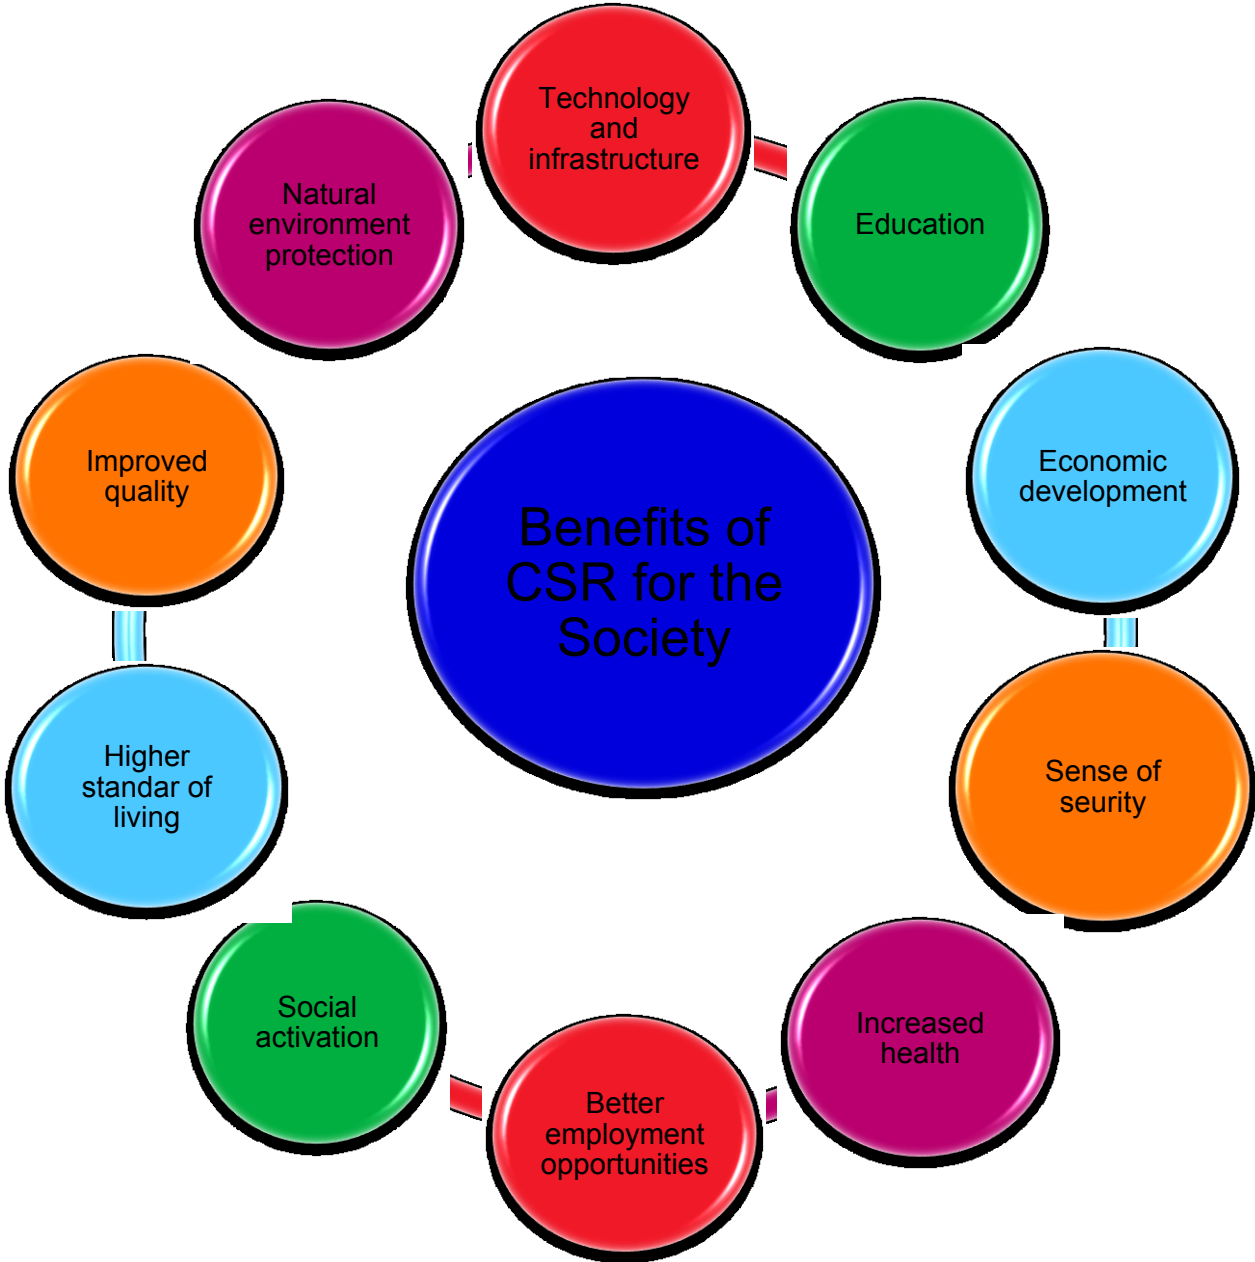 Technology
and
infrastructure
Education
Economic
development
Sense of
seurity
Increased
health
Better
employment
opportunities
Social
activation
Higher
standar of
living
Improved
quality
Natural
environment
protection
Benefits of
CSR for the
Society